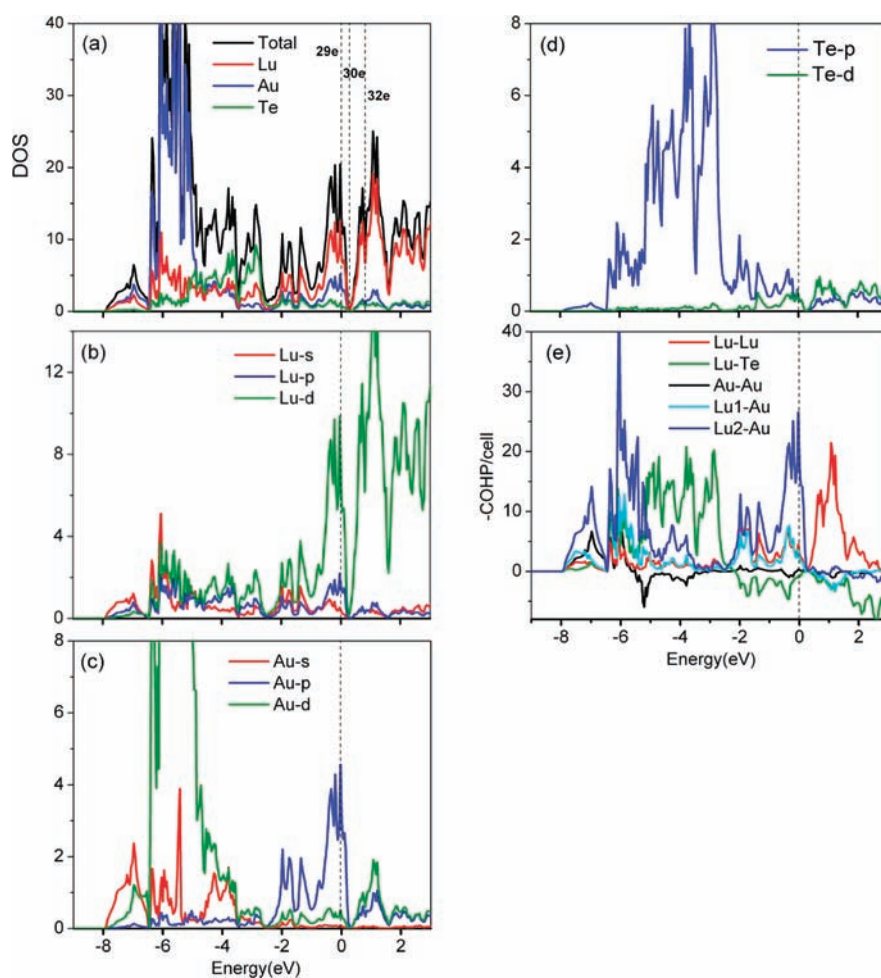 (a)
Total
Lu
Au
Te
29e
30e
32e
DOS
40
30
20
10
0
(b)
Lu-s
Lu-p
Lu-d
12
8
4
0
(c)
Au-s
Au-p
Au-d
8
6
4
2
0
-8
-6
-4
-2
0
2
Energy(eV)
(d)
Te-p
Te-d
8
6
4
2
0
(e)
Lu-Lu
Lu-Te
Au-Au
Lu1-Au
Lu2-Au
-COHP/cell
40
30
20
10
0
-8
-6
-4
-2
0
2
Energy(eV)